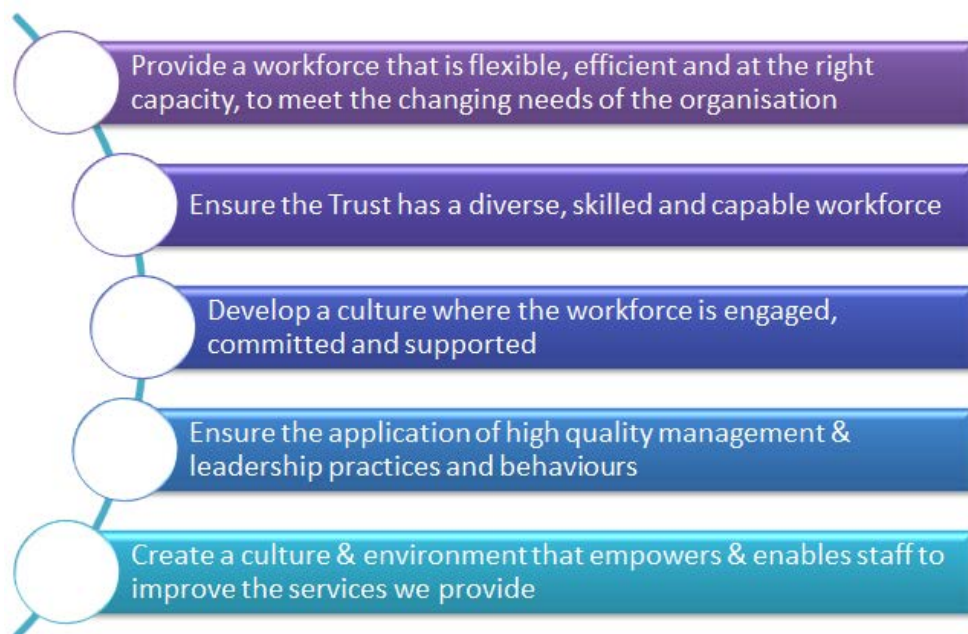 Provide a workforce that is flexible, efficient and at the right
capacity, to meet the changing needs of the organisation
Ensure the Trust has a diverse, skilled and capable workforce
Develop a culture where the workforce is engaged,
committed and supported
Ensure the application of high quality management &
leadership practices and behaviours
Create a culture & environment that empowers & enables staff to
improve the services we provide